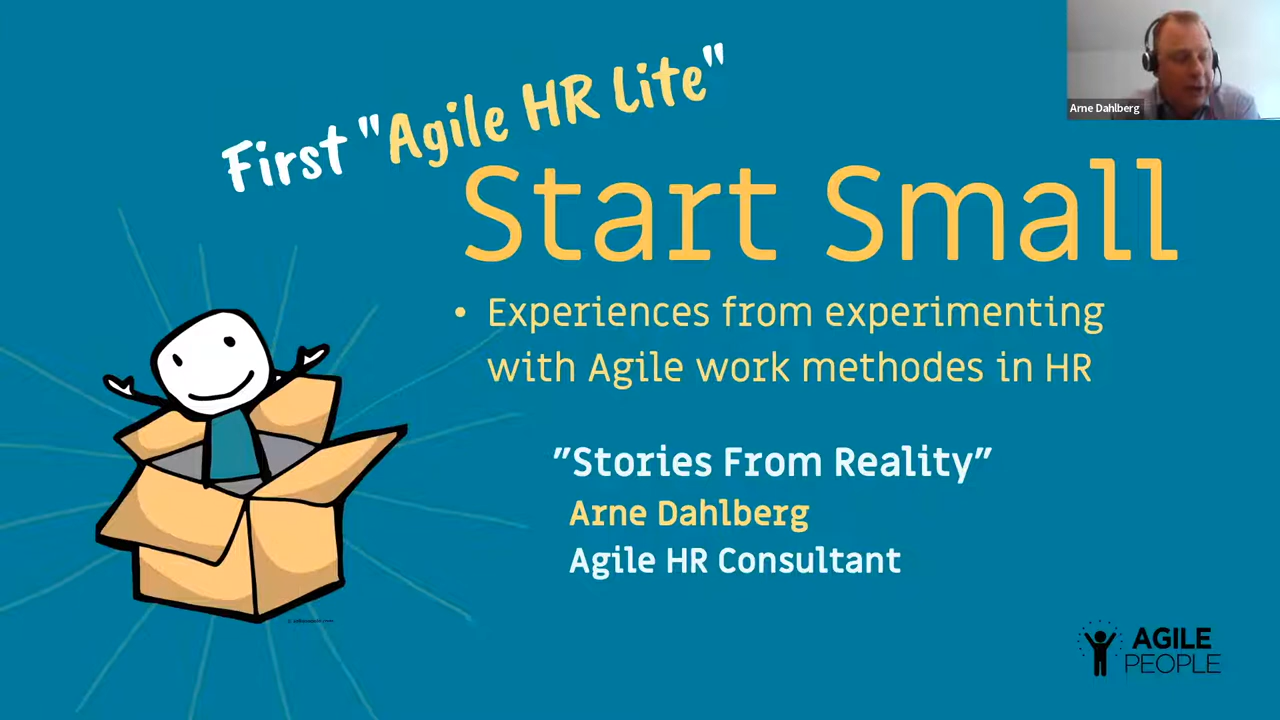 First "Agile HR Lite"
Arne Dahlberg
Start Small
• Experiences from experimenting
with Agile work methodes in HR
"Stories From Reality"
Arne Dahlberg
Agile HR Consultant
AGILE
PEOPLE